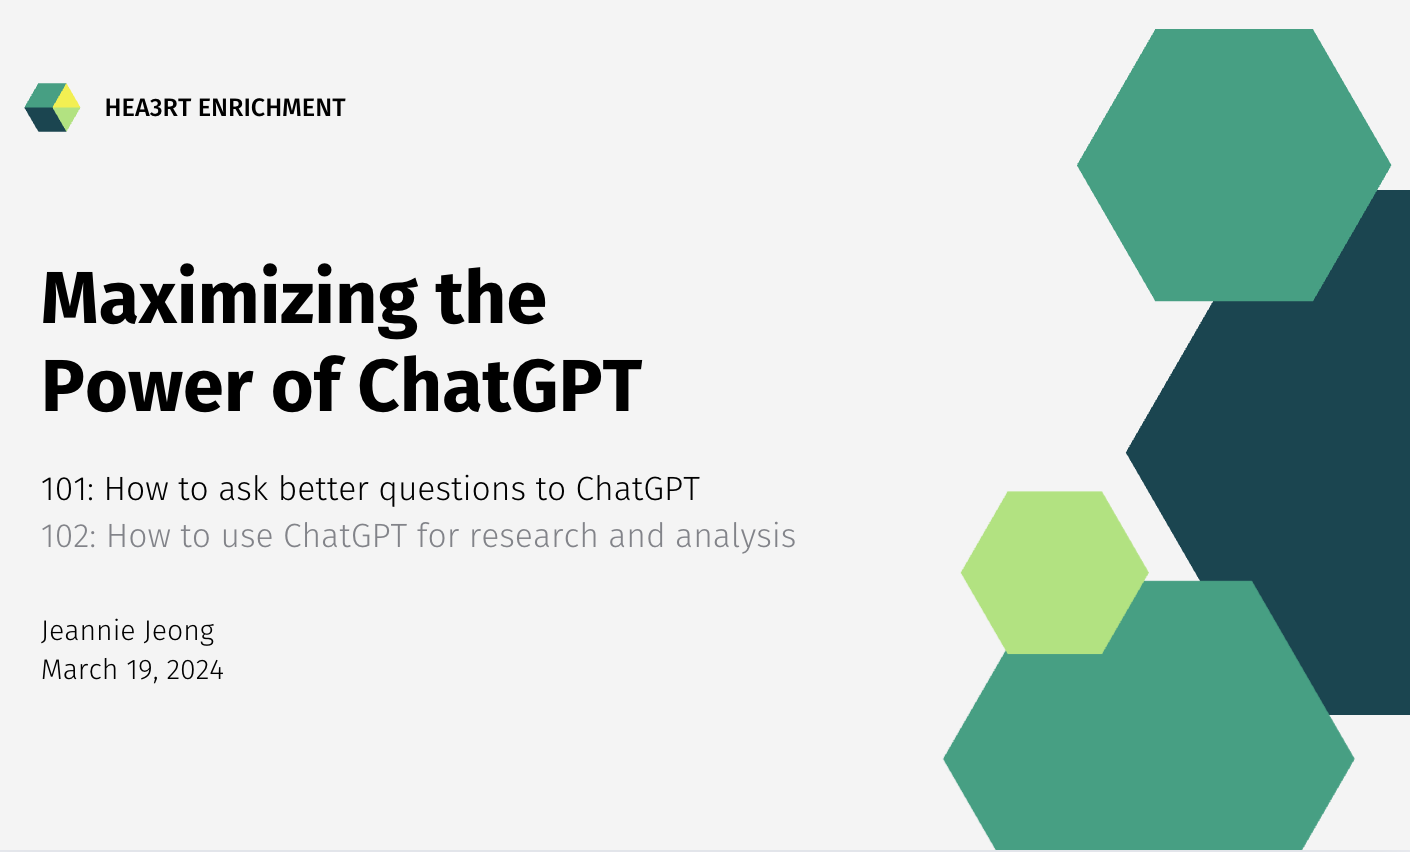 HEA3RT ENRICHMENT
Maximizing the
Power of ChatGPT
101: How to ask better questions to ChatGPT
102: How to use ChatGPT for research and analysis
Jeannie Jeong
March 19, 2024